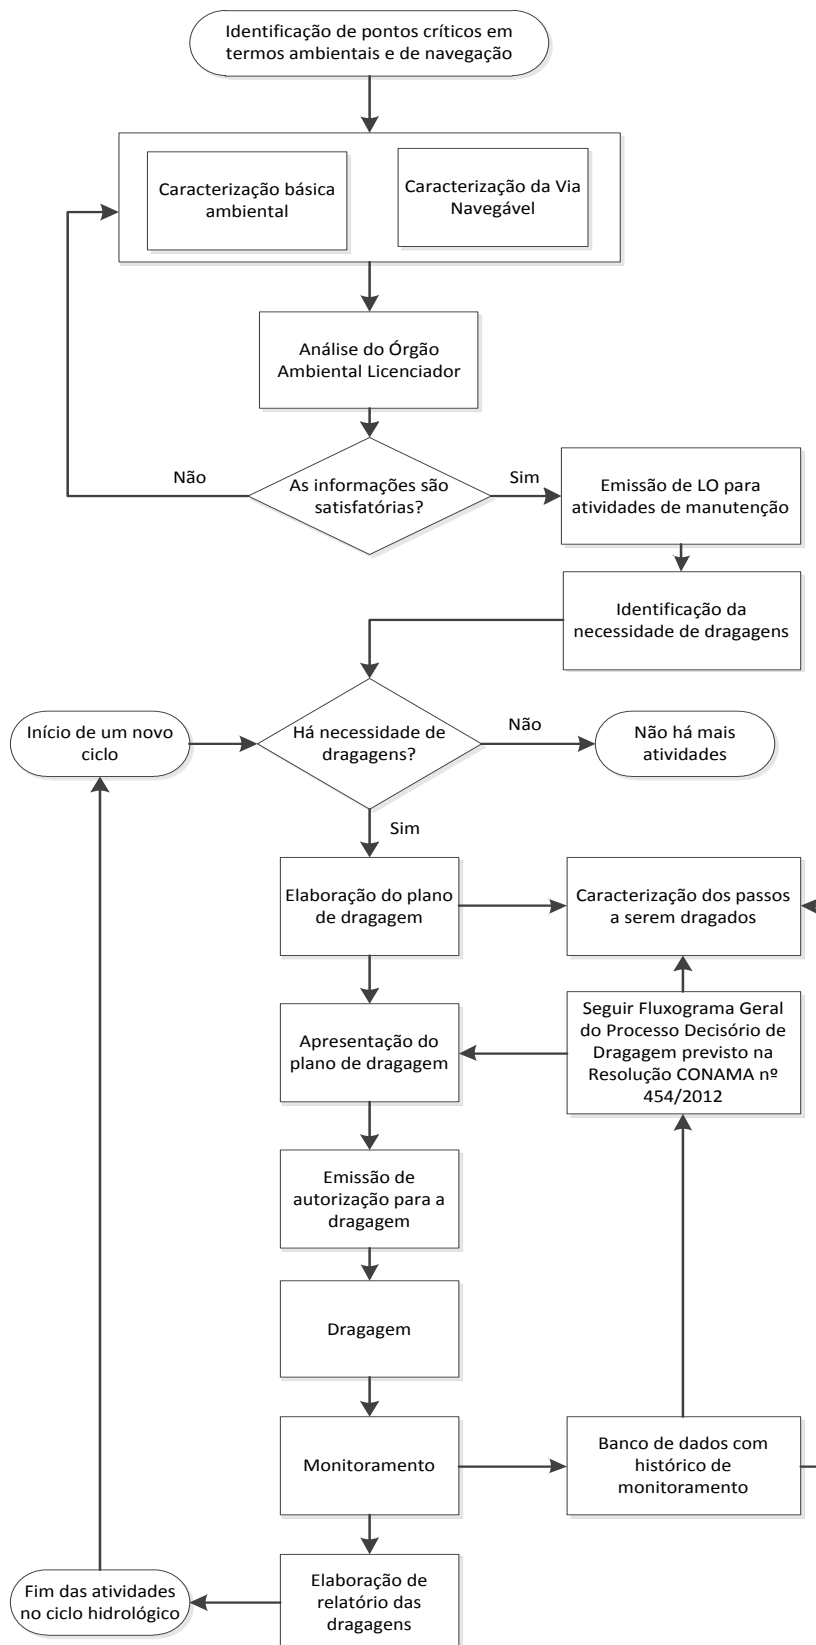 Identificação de pontos críticos em
termos ambientais e de navegação
Caracterização básica
ambiental
Caracterização da Via
Navegável
Análise do Órgão
Ambiental Licenciador
Não
As informações são
satisfatórias?
Sim
Emissão de LO para
atividades de manutenção
Identificação da
necessidade de dragagens
Início de um novo
ciclo
Há necessidade de
dragagens?
Não
Não há mais
atividades
Sim
Elaboração do plano
de dragagem
Caracterização dos passos
a serem dragados
Apresentação do
plano de dragagem
Seguir Fluxograma Geral
do Processo Decisório de
Dragagem previsto na
Resolução CONAMA nº
454/2012
Emissão de
autorização para a
dragagem
Dragagem
Monitoramento
Banco de dados com
histórico de
monitoramento
Fim das atividades
no ciclo hidrológico
Elaboração de
relatório das
dragagens